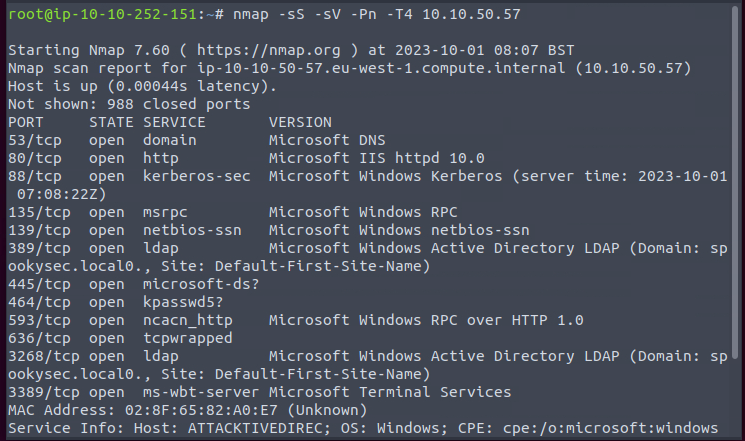 root@ip-10-10-252-151:~# nmap -sS -sV -Pn -T4 10.10.50.57
Starting Nmap 7.60 ( https://nmap.org ) at 2023-10-01 08:07 BST
Nmap scan report for ip-10-10-50-57.eu-west-1.compute.internal (10.10.50.57)
Host is up (0.00044s latency).
Not shown: 988 closed ports
PORT     STATE SERVICE       VERSION
53/tcp   open  domain        Microsoft DNS
80/tcp   open  http          Microsoft IIS httpd 10.0
88/tcp   open  kerberos-sec  Microsoft Windows Kerberos (server time: 2023-10-01
 07:08:22Z)
135/tcp  open  msrpc         Microsoft Windows RPC
139/tcp  open  netbios-ssn   Microsoft Windows netbios-ssn
389/tcp  open  ldap          Microsoft Windows Active Directory LDAP (Domain: sp
ookysec.local0., Site: Default-First-Site-Name)
445/tcp  open  microsoft-ds?
464/tcp  open  kpasswd5?
593/tcp  open  ncacn_http    Microsoft Windows RPC over HTTP 1.0
636/tcp  open  tcpwrapped
3268/tcp open  ldap          Microsoft Windows Active Directory LDAP (Domain: sp
ookysec.local0., Site: Default-First-Site-Name)
3389/tcp open  ms-wbt-server Microsoft Terminal Services
MAC Address: 02:8F:65:82:A0:E7 (Unknown)
Service Info: Host: ATTACKTIVEDIREC; OS: Windows; CPE: cpe:/o:microsoft:windows